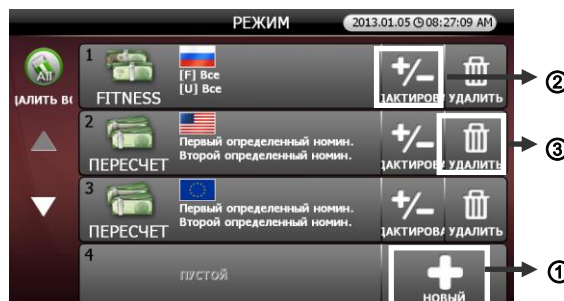 РЕЖИМ
2013.01.05 08:27:09 AM
All
ДАЛИТЬ ВС
1
FITNESS
[F] Все
[U] Все
+/-
ДАКТИРОВА
УДАЛИТЬ
②
2
ПЕРЕСЧЕТ
Первый определенный номин.
Второй определенный номин.
+/-
ДАКТИРОВА
УДАЛИТЬ
③
3
ПЕРЕСЧЕТ
Первый определенный номин.
Второй определенный номин.
+/-
ДАКТИРОВА
УДАЛИТЬ
4
пустой
НОВЫЙ
①